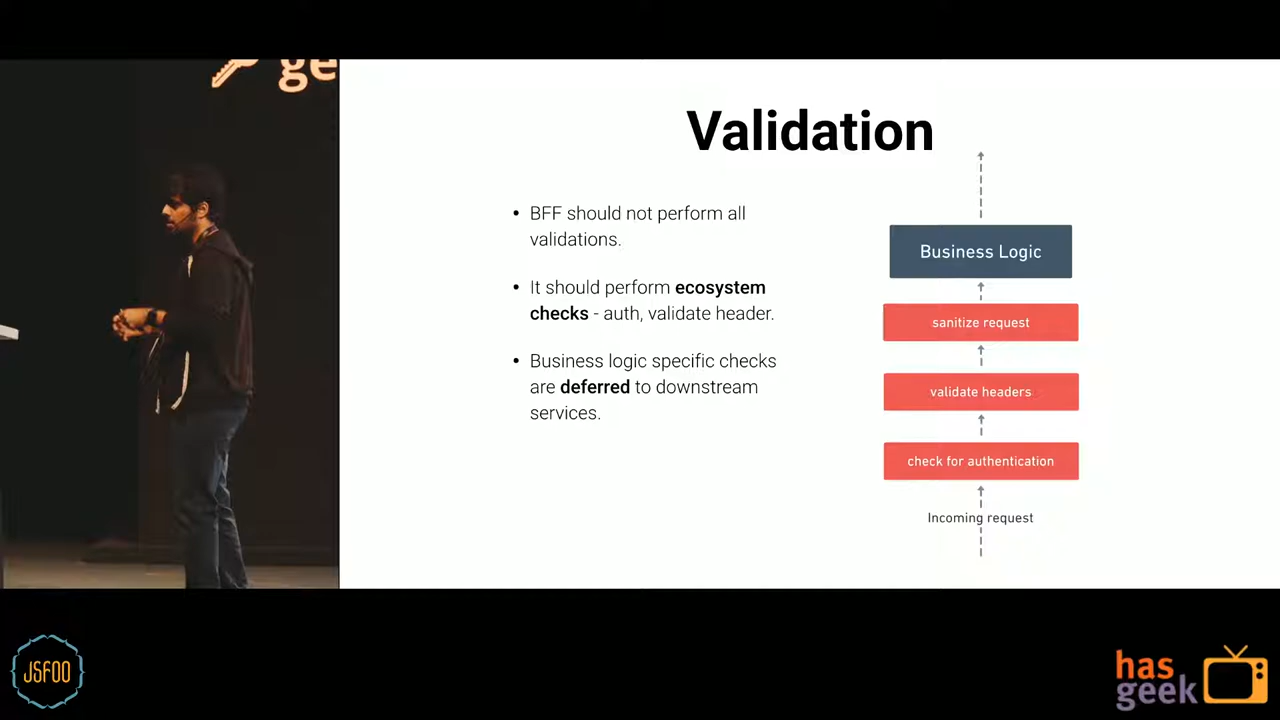 ge
Validation
• BFF should not perform all
validations.
• It should perform ecosystem
checks - auth, validate header.
• Business logic specific checks
are deferred to downstream
services.
Business Logic
sanitize request
validate headers
check for authentication
Incoming request
JSFOO
has
geek